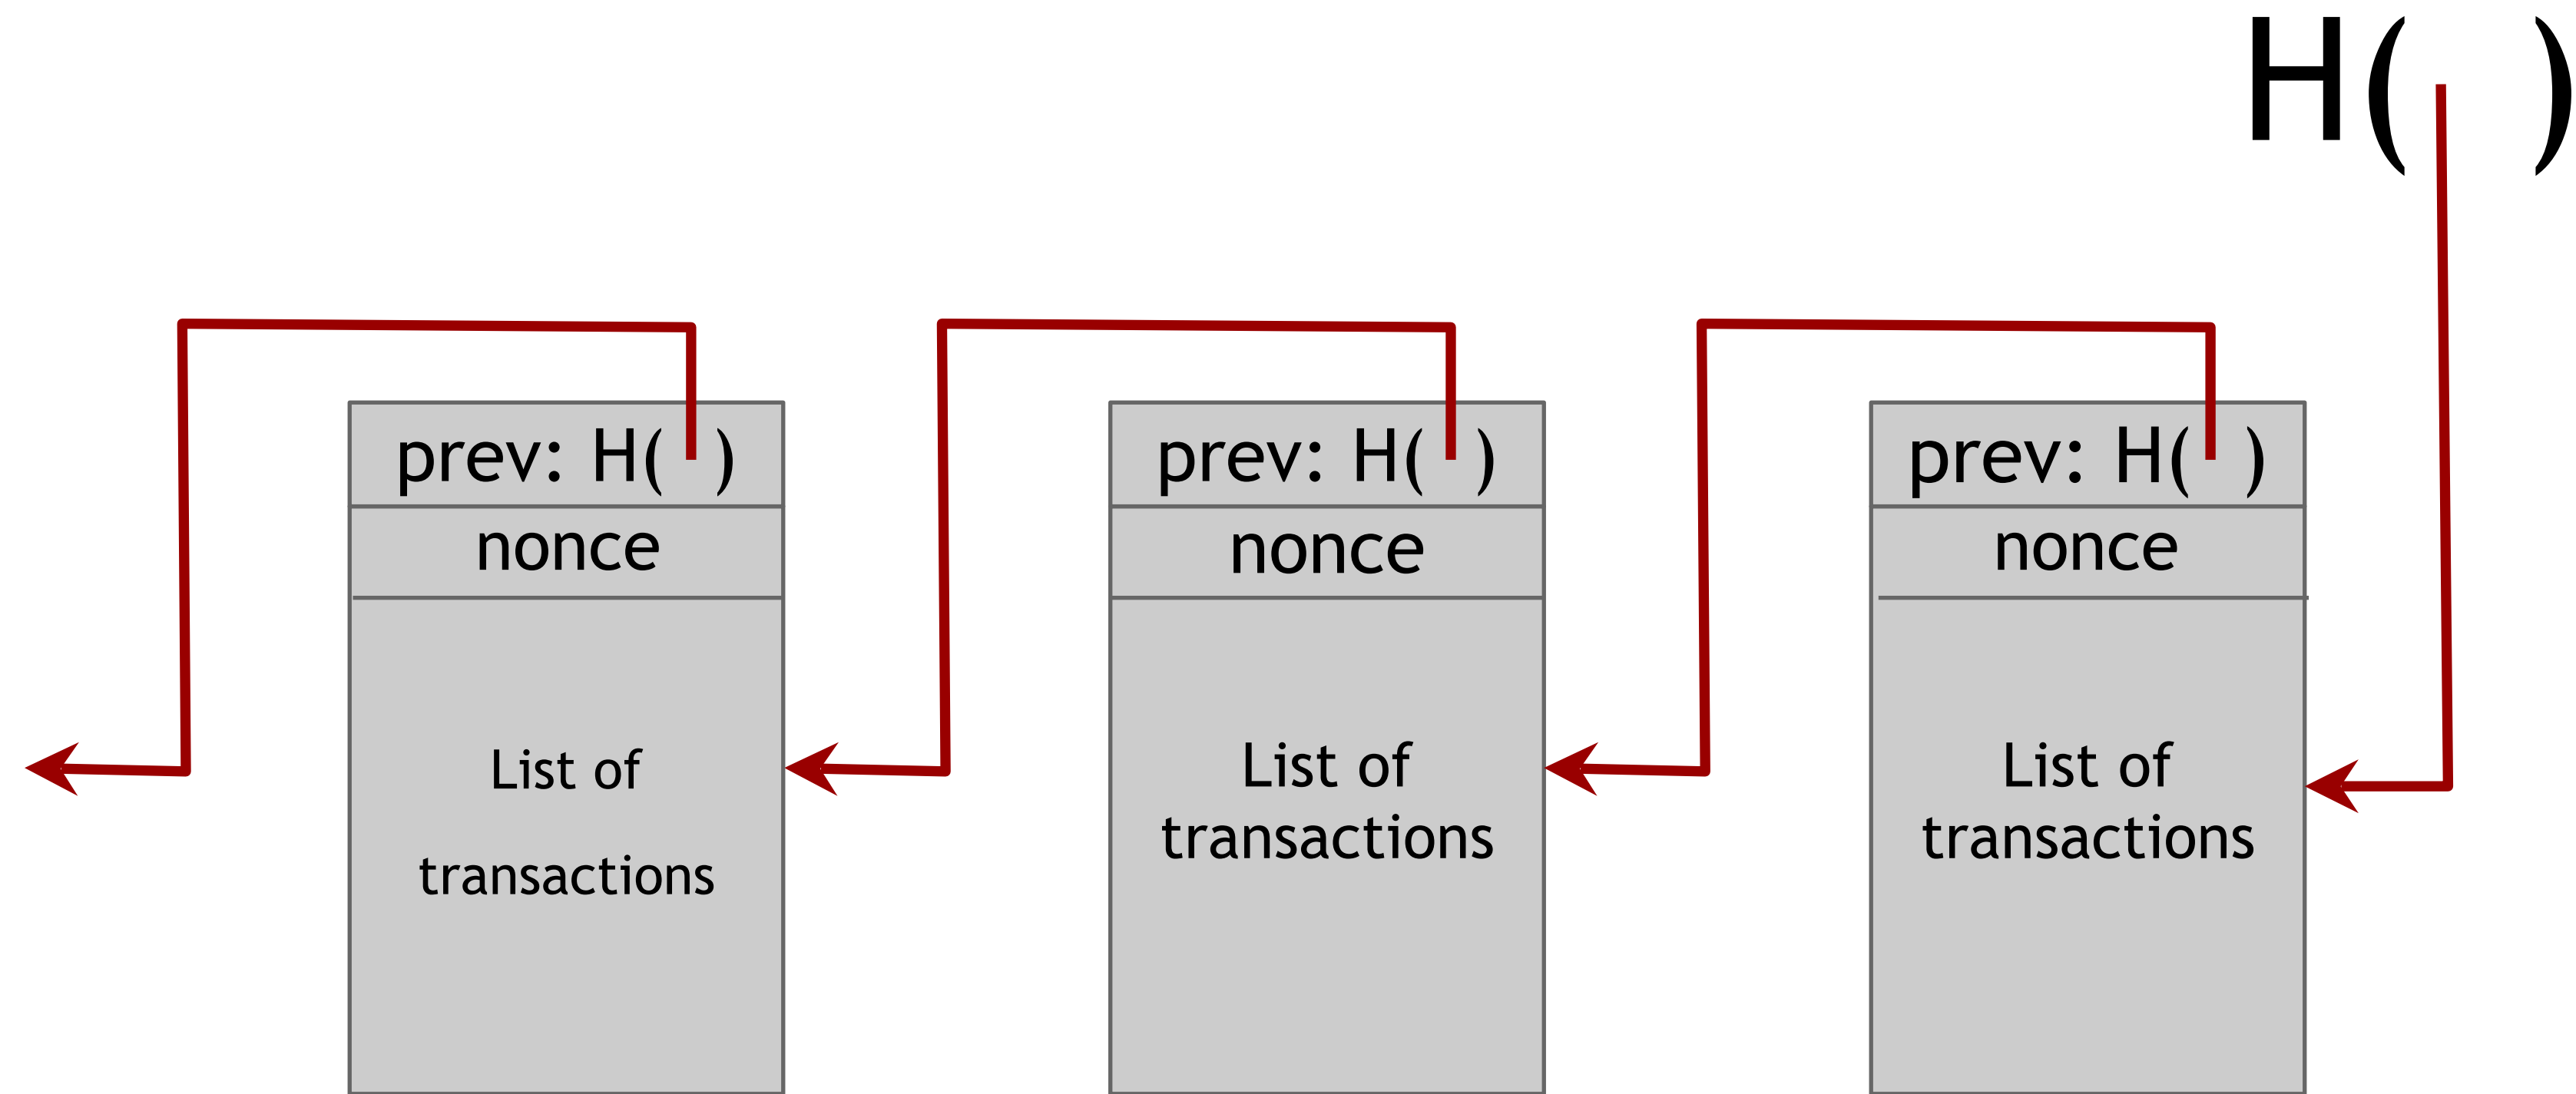 H( )
prev: H( )
nonce
List of
transactions
prev: H( )
nonce
List of
transactions
prev: H( )
nonce
List of
transactions